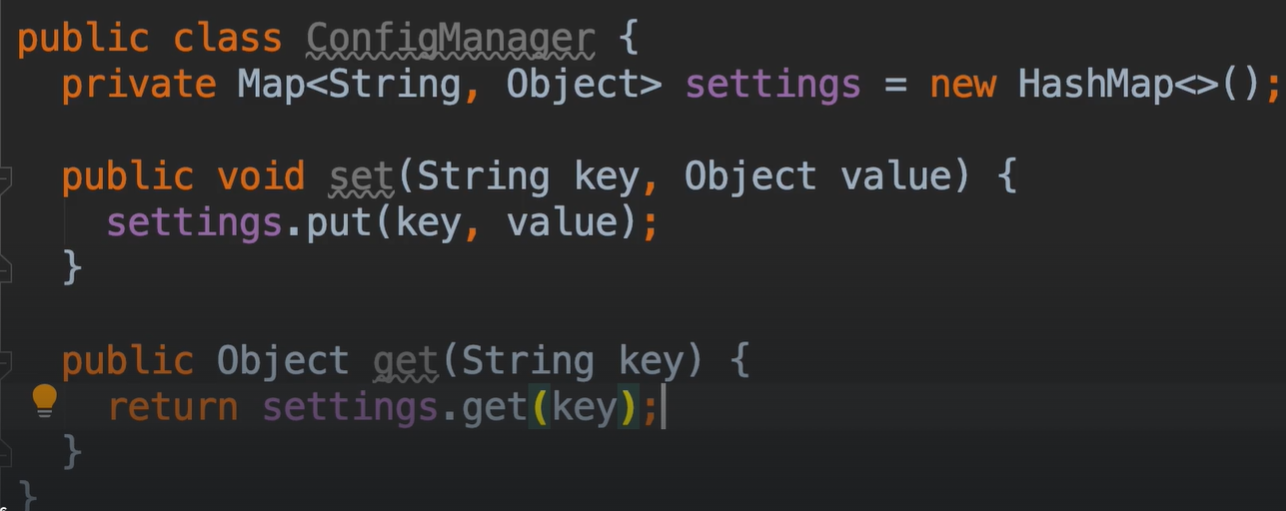 public class ConfigManager {
private Map<String, Object> settings = new HashMap<>();
public void set(String key, Object value) {
settings.put(key, value);
}
public Object get(String key) {
return settings.get(key);
}
}